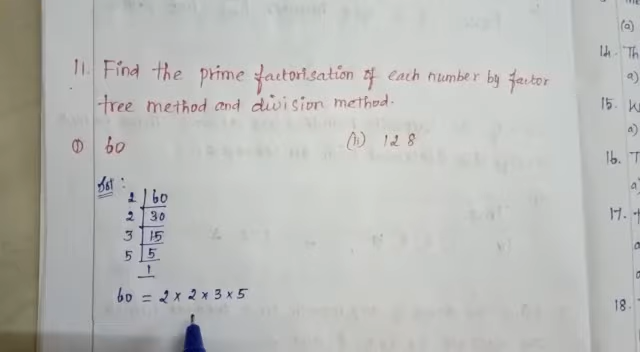 11. Find the prime factorisation of each number by factor
tree method and division method.
① 60
(ii) 128
Sol :
2 | 60
2 | 30
3 | 15
5 | 5
1
60 = 2 × 2 × 3 × 5
(a)
14. Th
a)
15.
a)
16. T
a)
17.
a
a
18.